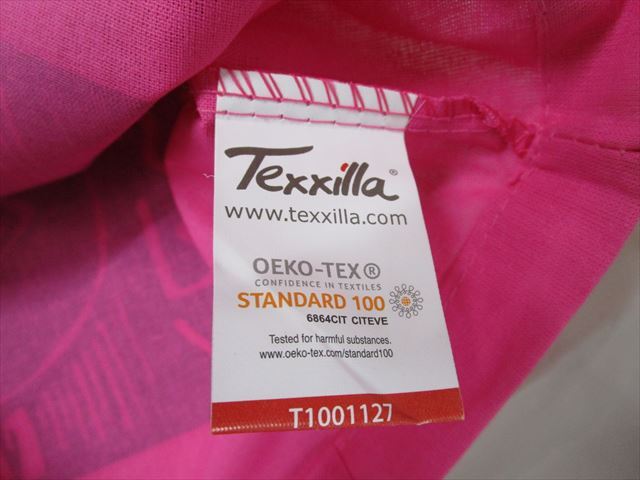 Texxilla®
www.texxilla.com
OEKO-TEX®
CONFIDENCE IN TEXTILES
STANDARD 100
6864CIT CITEVE
Tested for harmful substances.
www.oeko-tex.com/standard100
T1001127